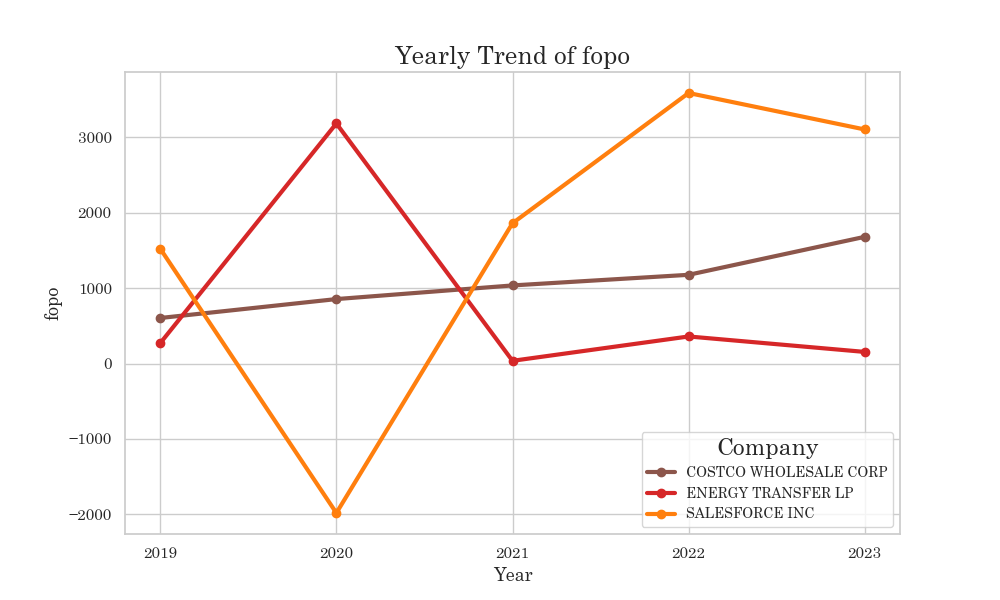 Yearly Trend of fopo
fopo
3000
2000
1000
0
−1000
−2000
2019
2020
2021
2022
2023
Year
Company
COSTCO WHOLESALE CORP
ENERGY TRANSFER LP
SALESFORCE INC